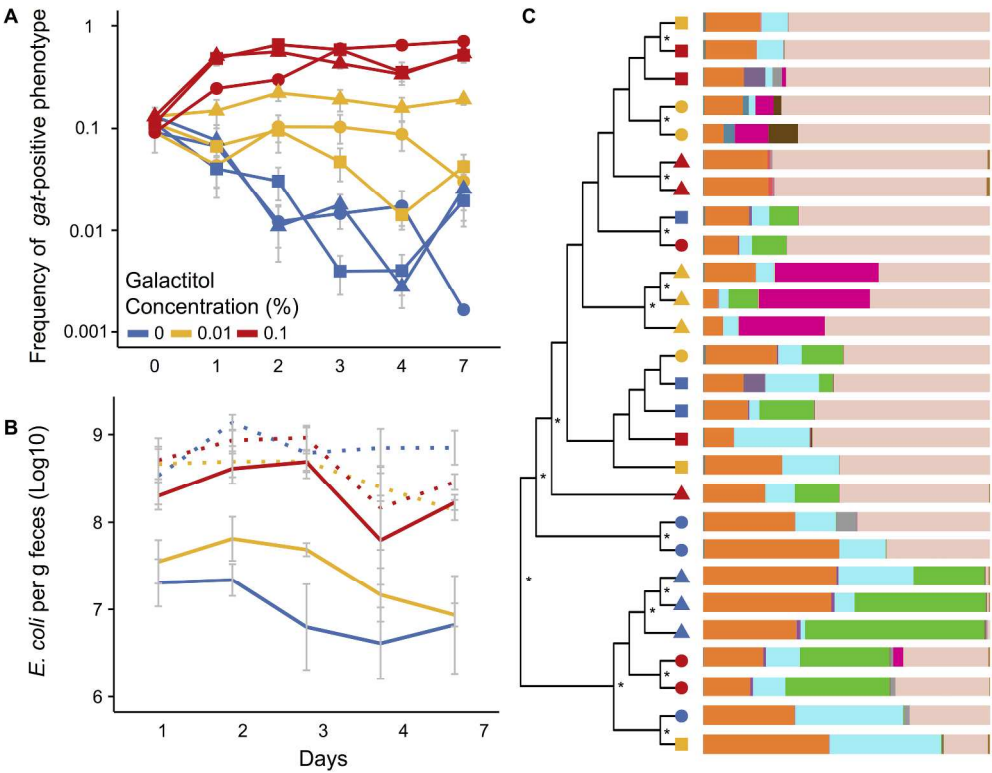 A
Frequency of gat-positive phenotype
1
0.1
0.01
0.001
Galactitol
Concentration (%)
0 0.01 0.1
0 1 2 3 4 7
B
E. coli per g feces (Log10)
9
8
7
6
1 2 3 4 7
Days
C
*
*
*
*
*
*
*
*
*
*
*
*
*
*